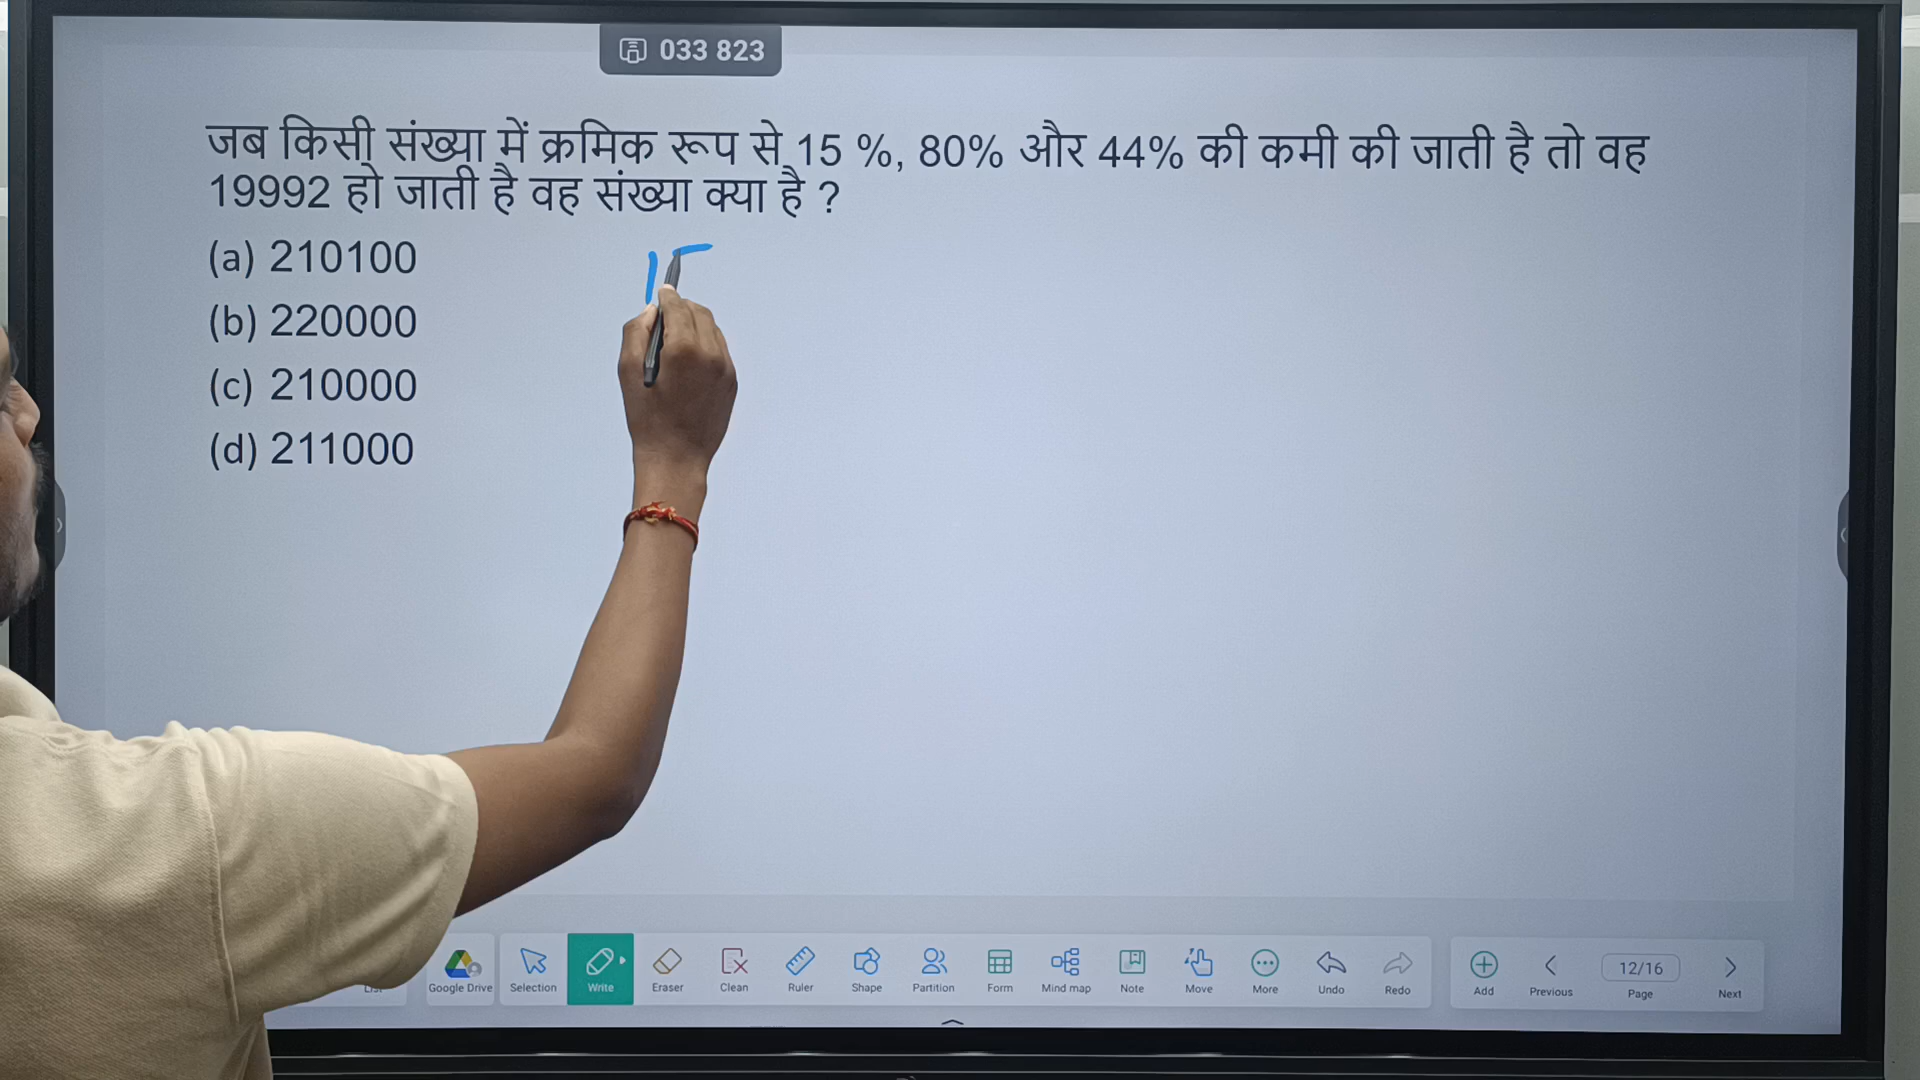 033 823
जब किसी संख्या में क्रमिक रूप से 15 %, 80% और 44% की कमी की जाती है तो वह
19992 हो जाती है वह संख्या क्या है ?
(a) 210100
(b) 220000
(c) 210000
(d) 211000
Google Drive Selection Write Eraser Clean Ruler Shape Partition Form Mind map Note Move More Undo Redo Add Previous 12/16 Page Next